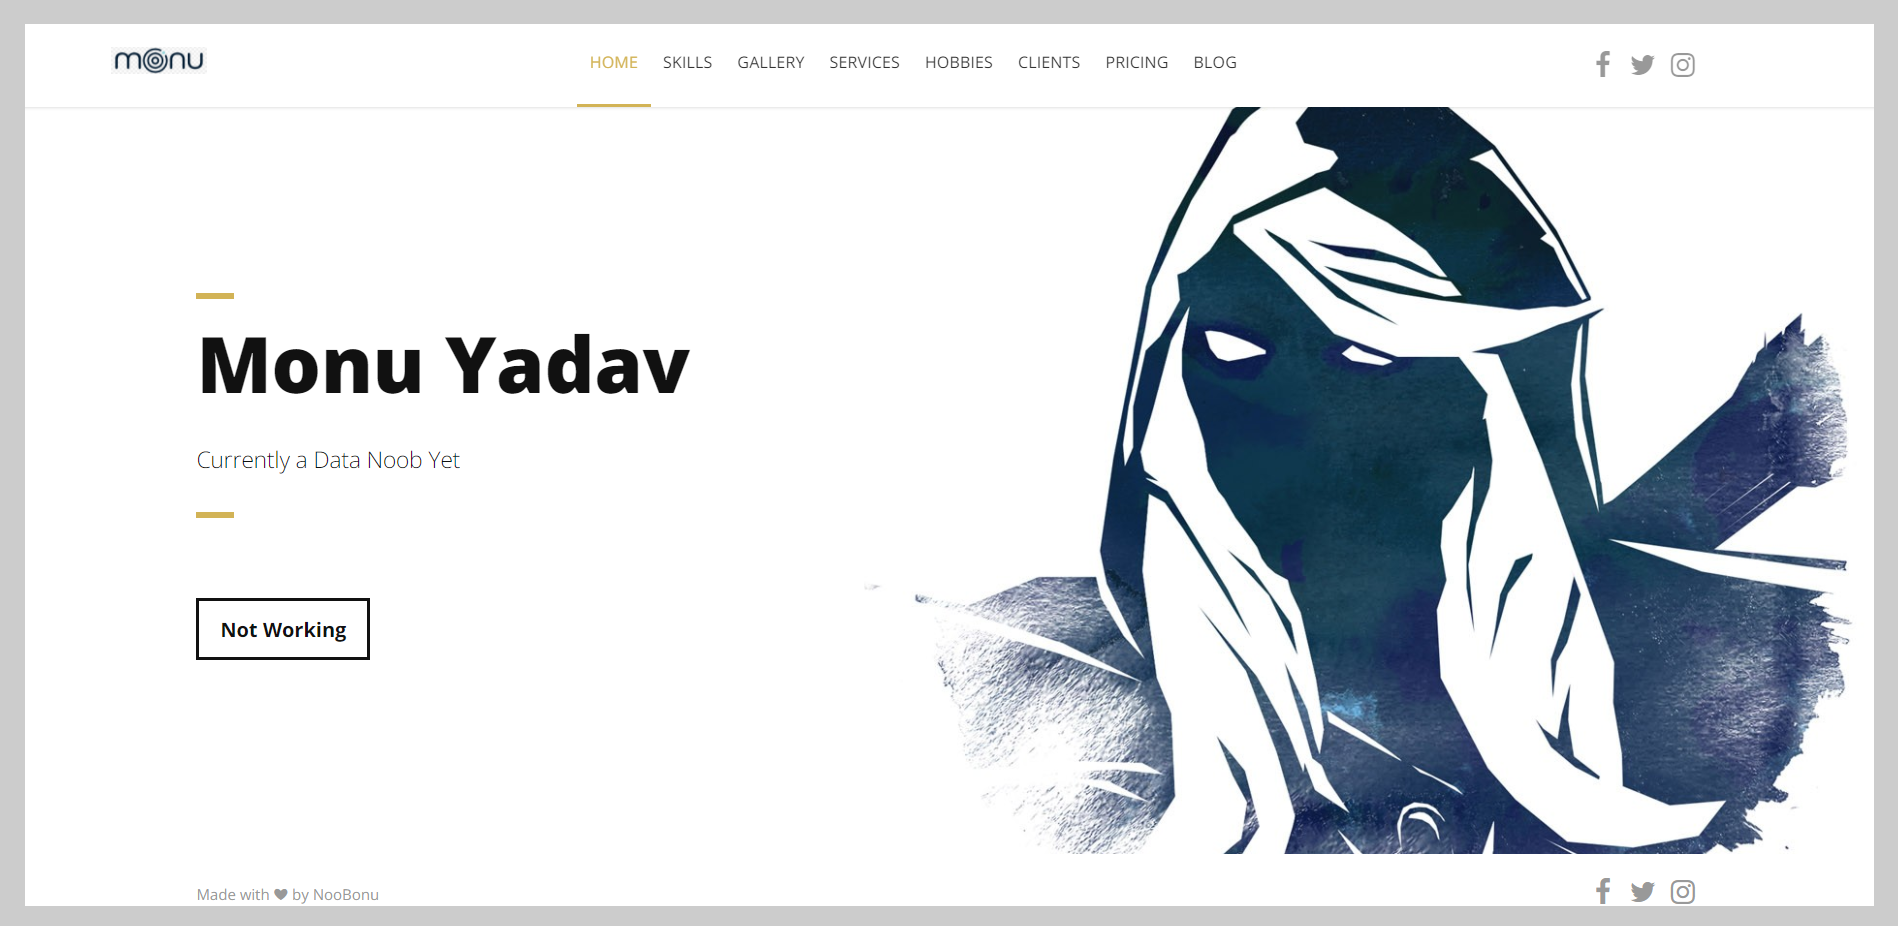 monu
HOME SKILLS GALLERY SERVICES HOBBIES CLIENTS PRICING BLOG
Monu Yadav
Currently a Data Noob Yet
Not Working
Made with ♥ by NooBonu